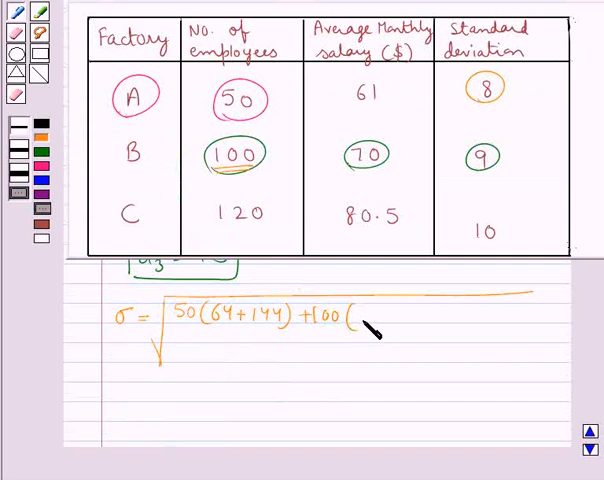 Factory No. of employees Average Monthly salary ($) Standard deviation
A 50 61 8
B 100 70 9
C 120 80.5 10
σ = √ 50(64+144) +100(